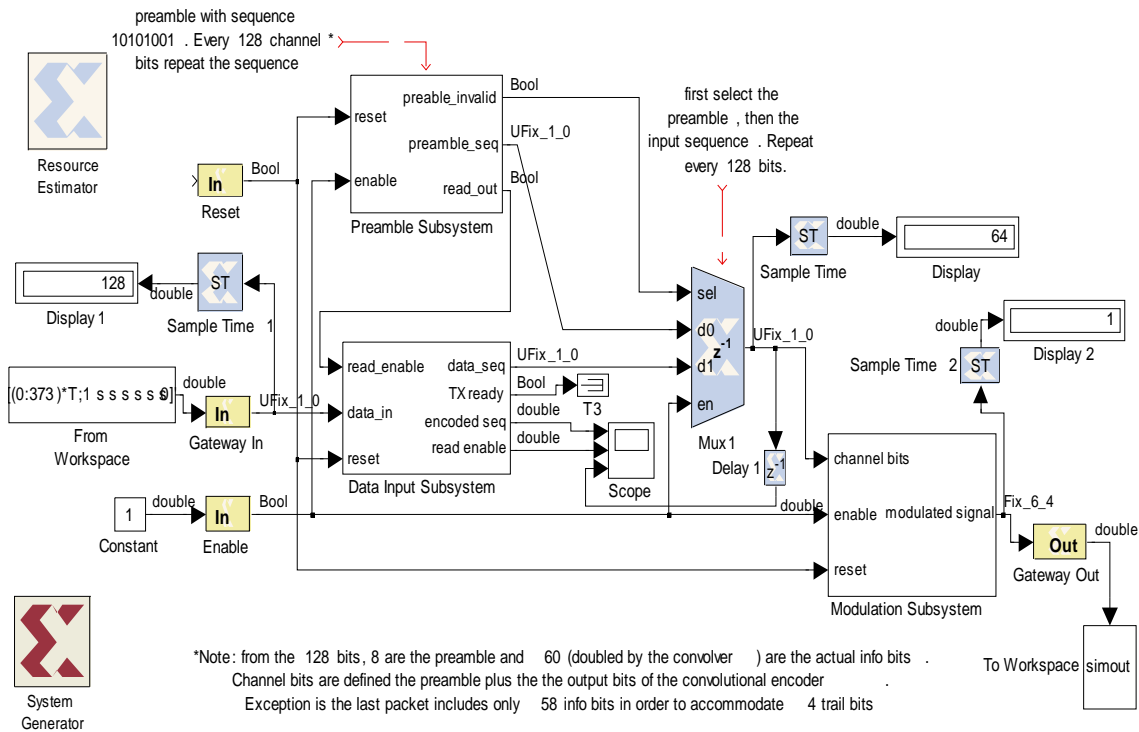 preamble with sequence
10101001 . Every 128 channel *
bits repeat the sequence
Resource
Estimator
In
Bool
Reset
reset
enable
preable_invalid
preamble_seq
read_out
Preamble Subsystem
Bool
UFix_1_0
Bool
first select the
preamble , then the
input sequence . Repeat
every 128 bits.
128
Display 1
double
ST
Sample Time 1
ST
Sample Time
double
64
Display
sel
d0
d1
en
z-1
Mux1
UFix_1_0
double
1
Display 2
Sample Time 2
ST
[(0:373 )*T;1 s s s s s s0]'
From
Workspace
double
In
Gateway In
UFix_1_0
read_enable
data_in
reset
data_seq
TX ready
encoded seq
read enable
Data Input Subsystem
UFix_1_0
Bool
double
double
T3
Scope
Delay 1
z-1
1
Constant
double
In
Enable
Bool
double
channel bits
enable
reset
modulated signal
Modulation Subsystem
Fix_6_4
Out
Gateway Out
double
To Workspace
simout
System
Generator
*Note: from the 128 bits, 8 are the preamble and 60 (doubled by the convolver ) are the actual info bits .
Channel bits are defined the preamble plus the the output bits of the convolutional encoder .
Exception is the last packet includes only 58 info bits in order to accommodate 4 trail bits